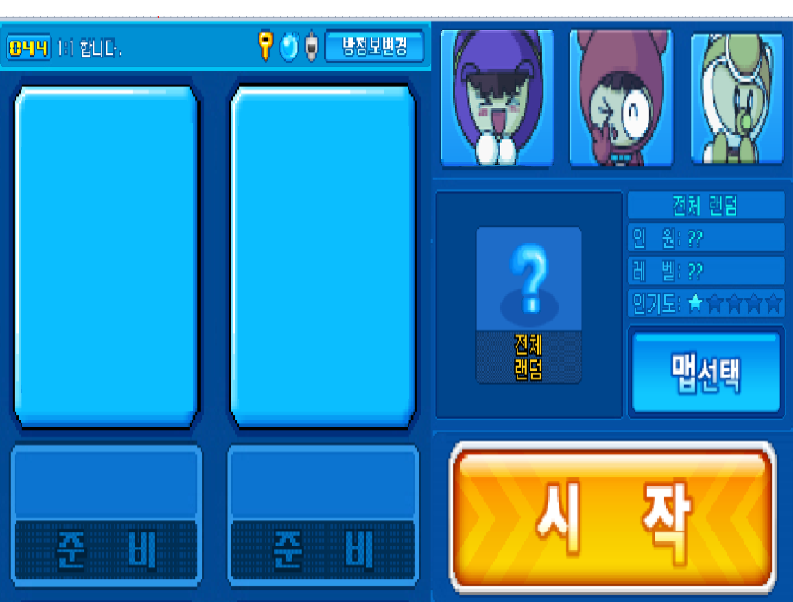 044 1:1 합니다.
방정보변경
전체 랜덤
인 원: ??
레 벨: ??
인기도:
?
전체
랜덤
맵선택
준 비
준 비
시 작